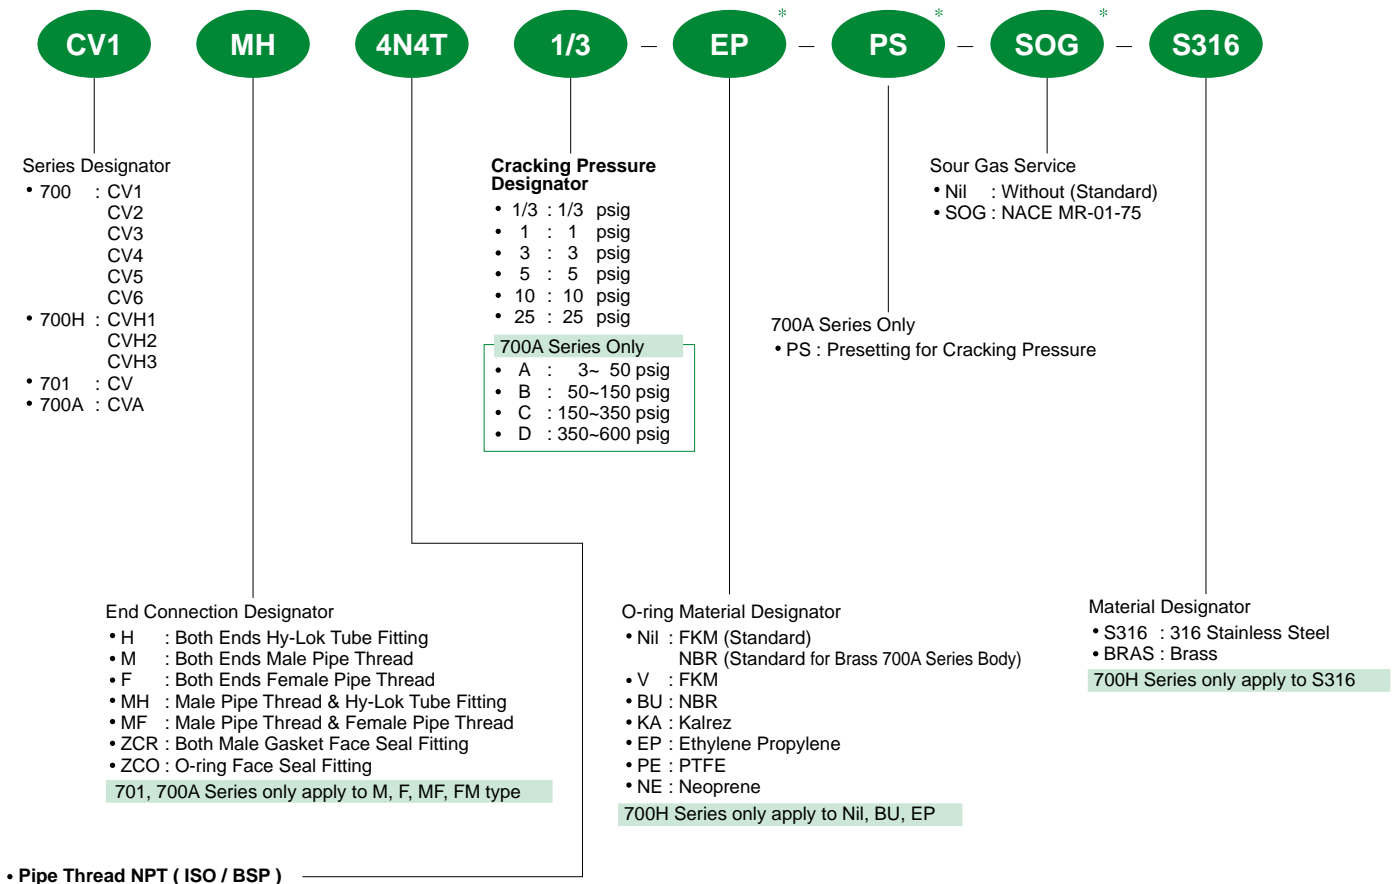 CV1 MH 4N4T 1/3 – EP* – PS* – SOG* – S316
Series Designator
• 700 : CV1
CV2
CV3
CV4
CV5
CV6
• 700H : CVH1
CVH2
CVH3
• 701 : CV
• 700A : CVA
Cracking Pressure
Designator
• 1/3 : 1/3 psig
• 1 : 1 psig
• 3 : 3 psig
• 5 : 5 psig
• 10 : 10 psig
• 25 : 25 psig
700A Series Only
• A : 3~ 50 psig
• B : 50~150 psig
• C : 150~350 psig
• D : 350~600 psig
700A Series Only
• PS : Presetting for Cracking Pressure
Sour Gas Service
• Nil : Without (Standard)
• SOG : NACE MR-01-75
End Connection Designator
• H : Both Ends Hy-Lok Tube Fitting
• M : Both Ends Male Pipe Thread
• F : Both Ends Female Pipe Thread
• MH : Male Pipe Thread & Hy-Lok Tube Fitting
• MF : Male Pipe Thread & Female Pipe Thread
• ZCR : Both Male Gasket Face Seal Fitting
• ZCO : O-ring Face Seal Fitting
701, 700A Series only apply to M, F, MF, FM type
O-ring Material Designator
• Nil : FKM (Standard)
NBR (Standard for Brass 700A Series Body)
• V : FKM
• BU : NBR
• KA : Kalrez
• EP : Ethylene Propylene
• PE : PTFE
• NE : Neoprene
700H Series only apply to Nil, BU, EP
Material Designator
• S316 : 316 Stainless Steel
• BRAS : Brass
700H Series only apply to S316
• Pipe Thread NPT ( ISO / BSP )